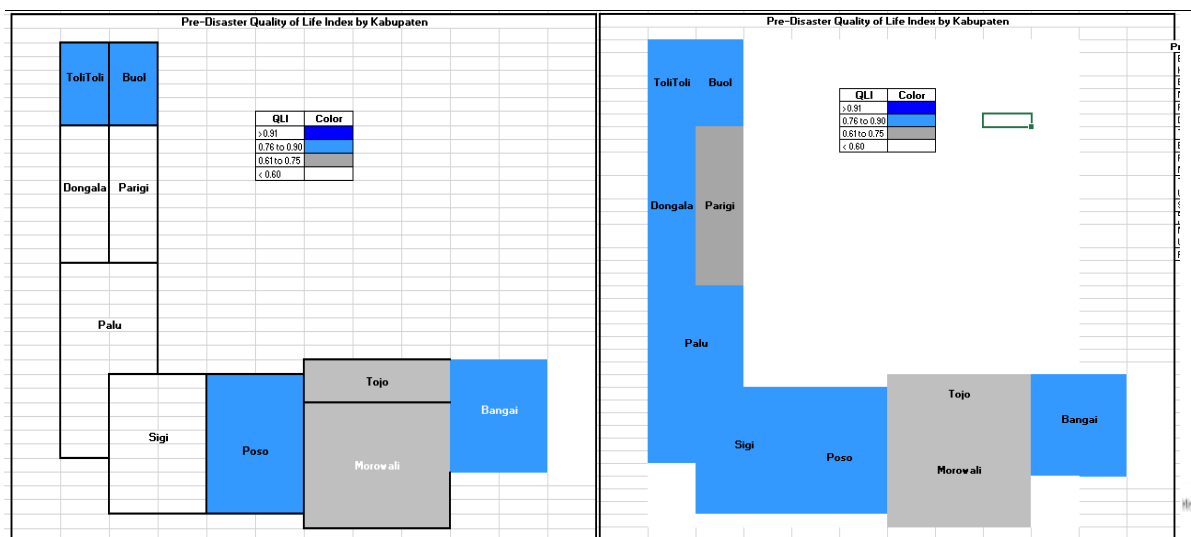 Pre-Disaster Quality of Life Index by Kabupaten
ToliToli Buol
QLI Color
>0.91
0.76 to 0.90
0.61 to 0.75
< 0.60
Dongala Parigi
Palu
Tojo
Bangai
Sigi
Poso
Morowali
Pre-Disaster Quality of Life Index by Kabupaten
ToliToli Buol
QLI Color
>0.91
0.76 to 0.90
0.61 to 0.75
< 0.60
Dongala Parigi
Palu
Tojo
Bangai
Sigi
Poso
Morowali